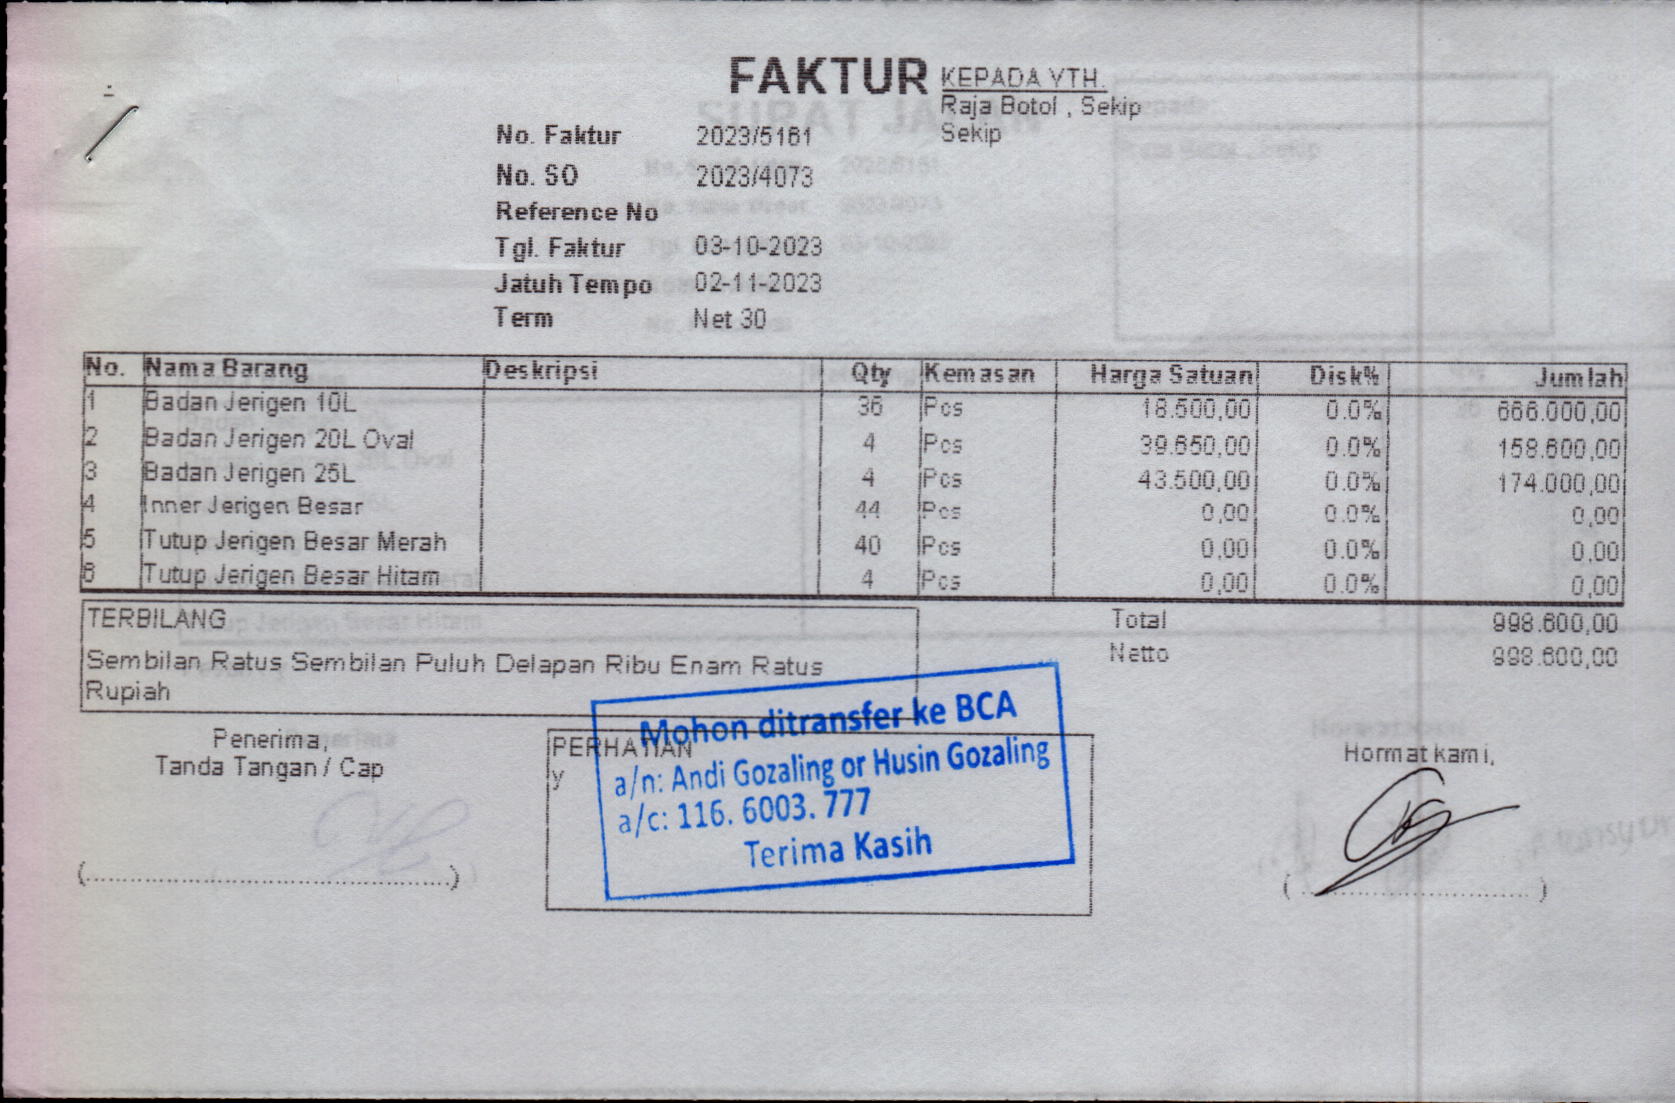 FAKTUR
KEPADA YTH.
Raja Botol , Sekip
Sekip
No. Faktur 2023/5161
No. SO 2023/4073
Reference No
Tgl. Faktur 03-10-2023
Jatuh Tempo 02-11-2023
Term Net 30
No. Nama Barang Deskripsi Qty Kemasan Harga Satuan Disk% Jumlah
1 Badan Jerigen 10L 36 Pcs 18.500,00 0.0% 666.000,00
2 Badan Jerigen 20L Oval 4 Pcs 39.650,00 0.0% 158.600,00
3 Badan Jerigen 25L 4 Pcs 43.500,00 0.0% 174.000,00
4 Inner Jerigen Besar 44 Pcs 0,00 0.0% 0,00
5 Tutup Jerigen Besar Merah 40 Pcs 0,00 0.0% 0,00
6 Tutup Jerigen Besar Hitam 4 Pcs 0,00 0.0% 0,00
TERBILANG
Sembilan Ratus Sembilan Puluh Delapan Ribu Enam Ratus
Rupiah
Total 998.600,00
Netto 998.600,00
Penerima,
Tanda Tangan / Cap
(..................................................)
PERHATIAN
y
Mohon ditransfer ke BCA
a/n: Andi Gozaling or Husin Gozaling
a/c: 116. 6003. 777
Terima Kasih
Hormat kami,
(................................)